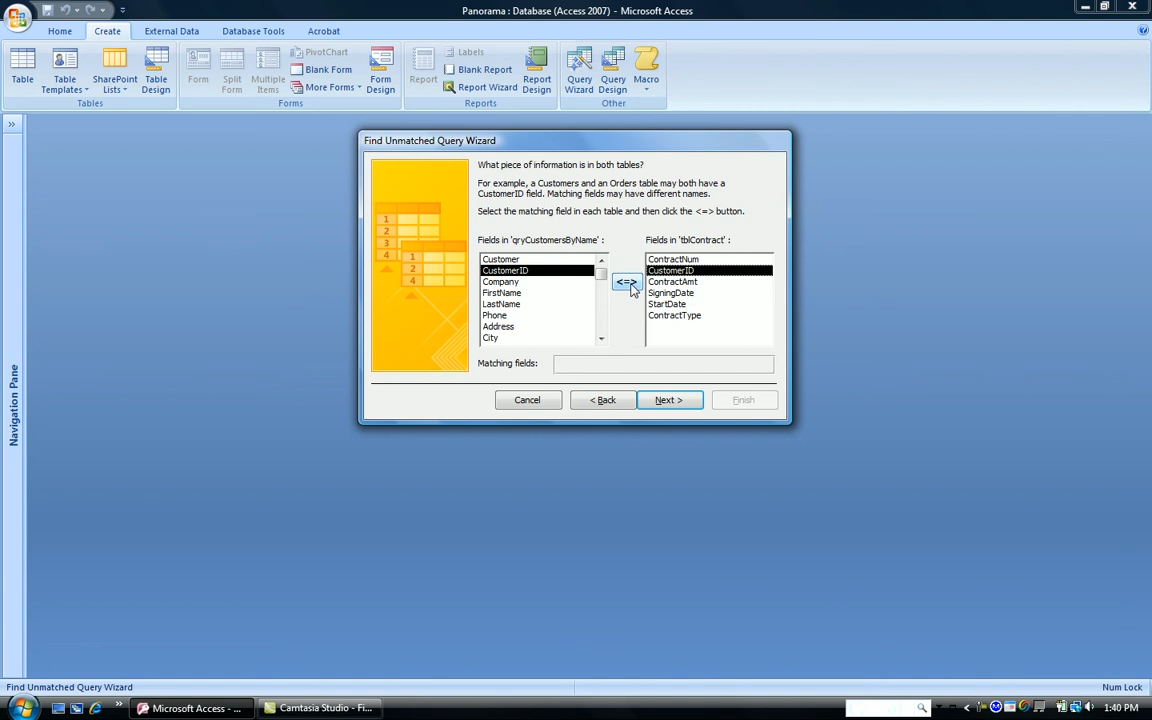 Panorama : Database (Access 2007) - Microsoft Access
Home Create External Data Database Tools Acrobat
Table
Table Templates
SharePoint Lists
Table Design
Tables
Form
Split Form
Multiple Items
PivotChart
Blank Form
More Forms
Form Design
Forms
Report
Labels
Blank Report
Report Wizard
Report Design
Reports
Query Wizard
Query Design
Macro
Other
»
Navigation Pane
Find Unmatched Query Wizard
What piece of information is in both tables?
For example, a Customers and an Orders table may both have a
CustomerID field. Matching fields may have different names.
Select the matching field in each table and then click the <=> button.
Fields in 'qryCustomersByName' :
Customer
CustomerID
Company
FirstName
LastName
Phone
Address
City
<=>
Fields in 'tblContract' :
ContractNum
CustomerID
ContractAmt
SigningDate
StartDate
ContractType
1
2
3
4
1
2
4
Matching fields:
Cancel < Back Next > Finish
Find Unmatched Query Wizard Num Lock
Microsoft Access - Camtasia Studio - Fi... 1:40 PM